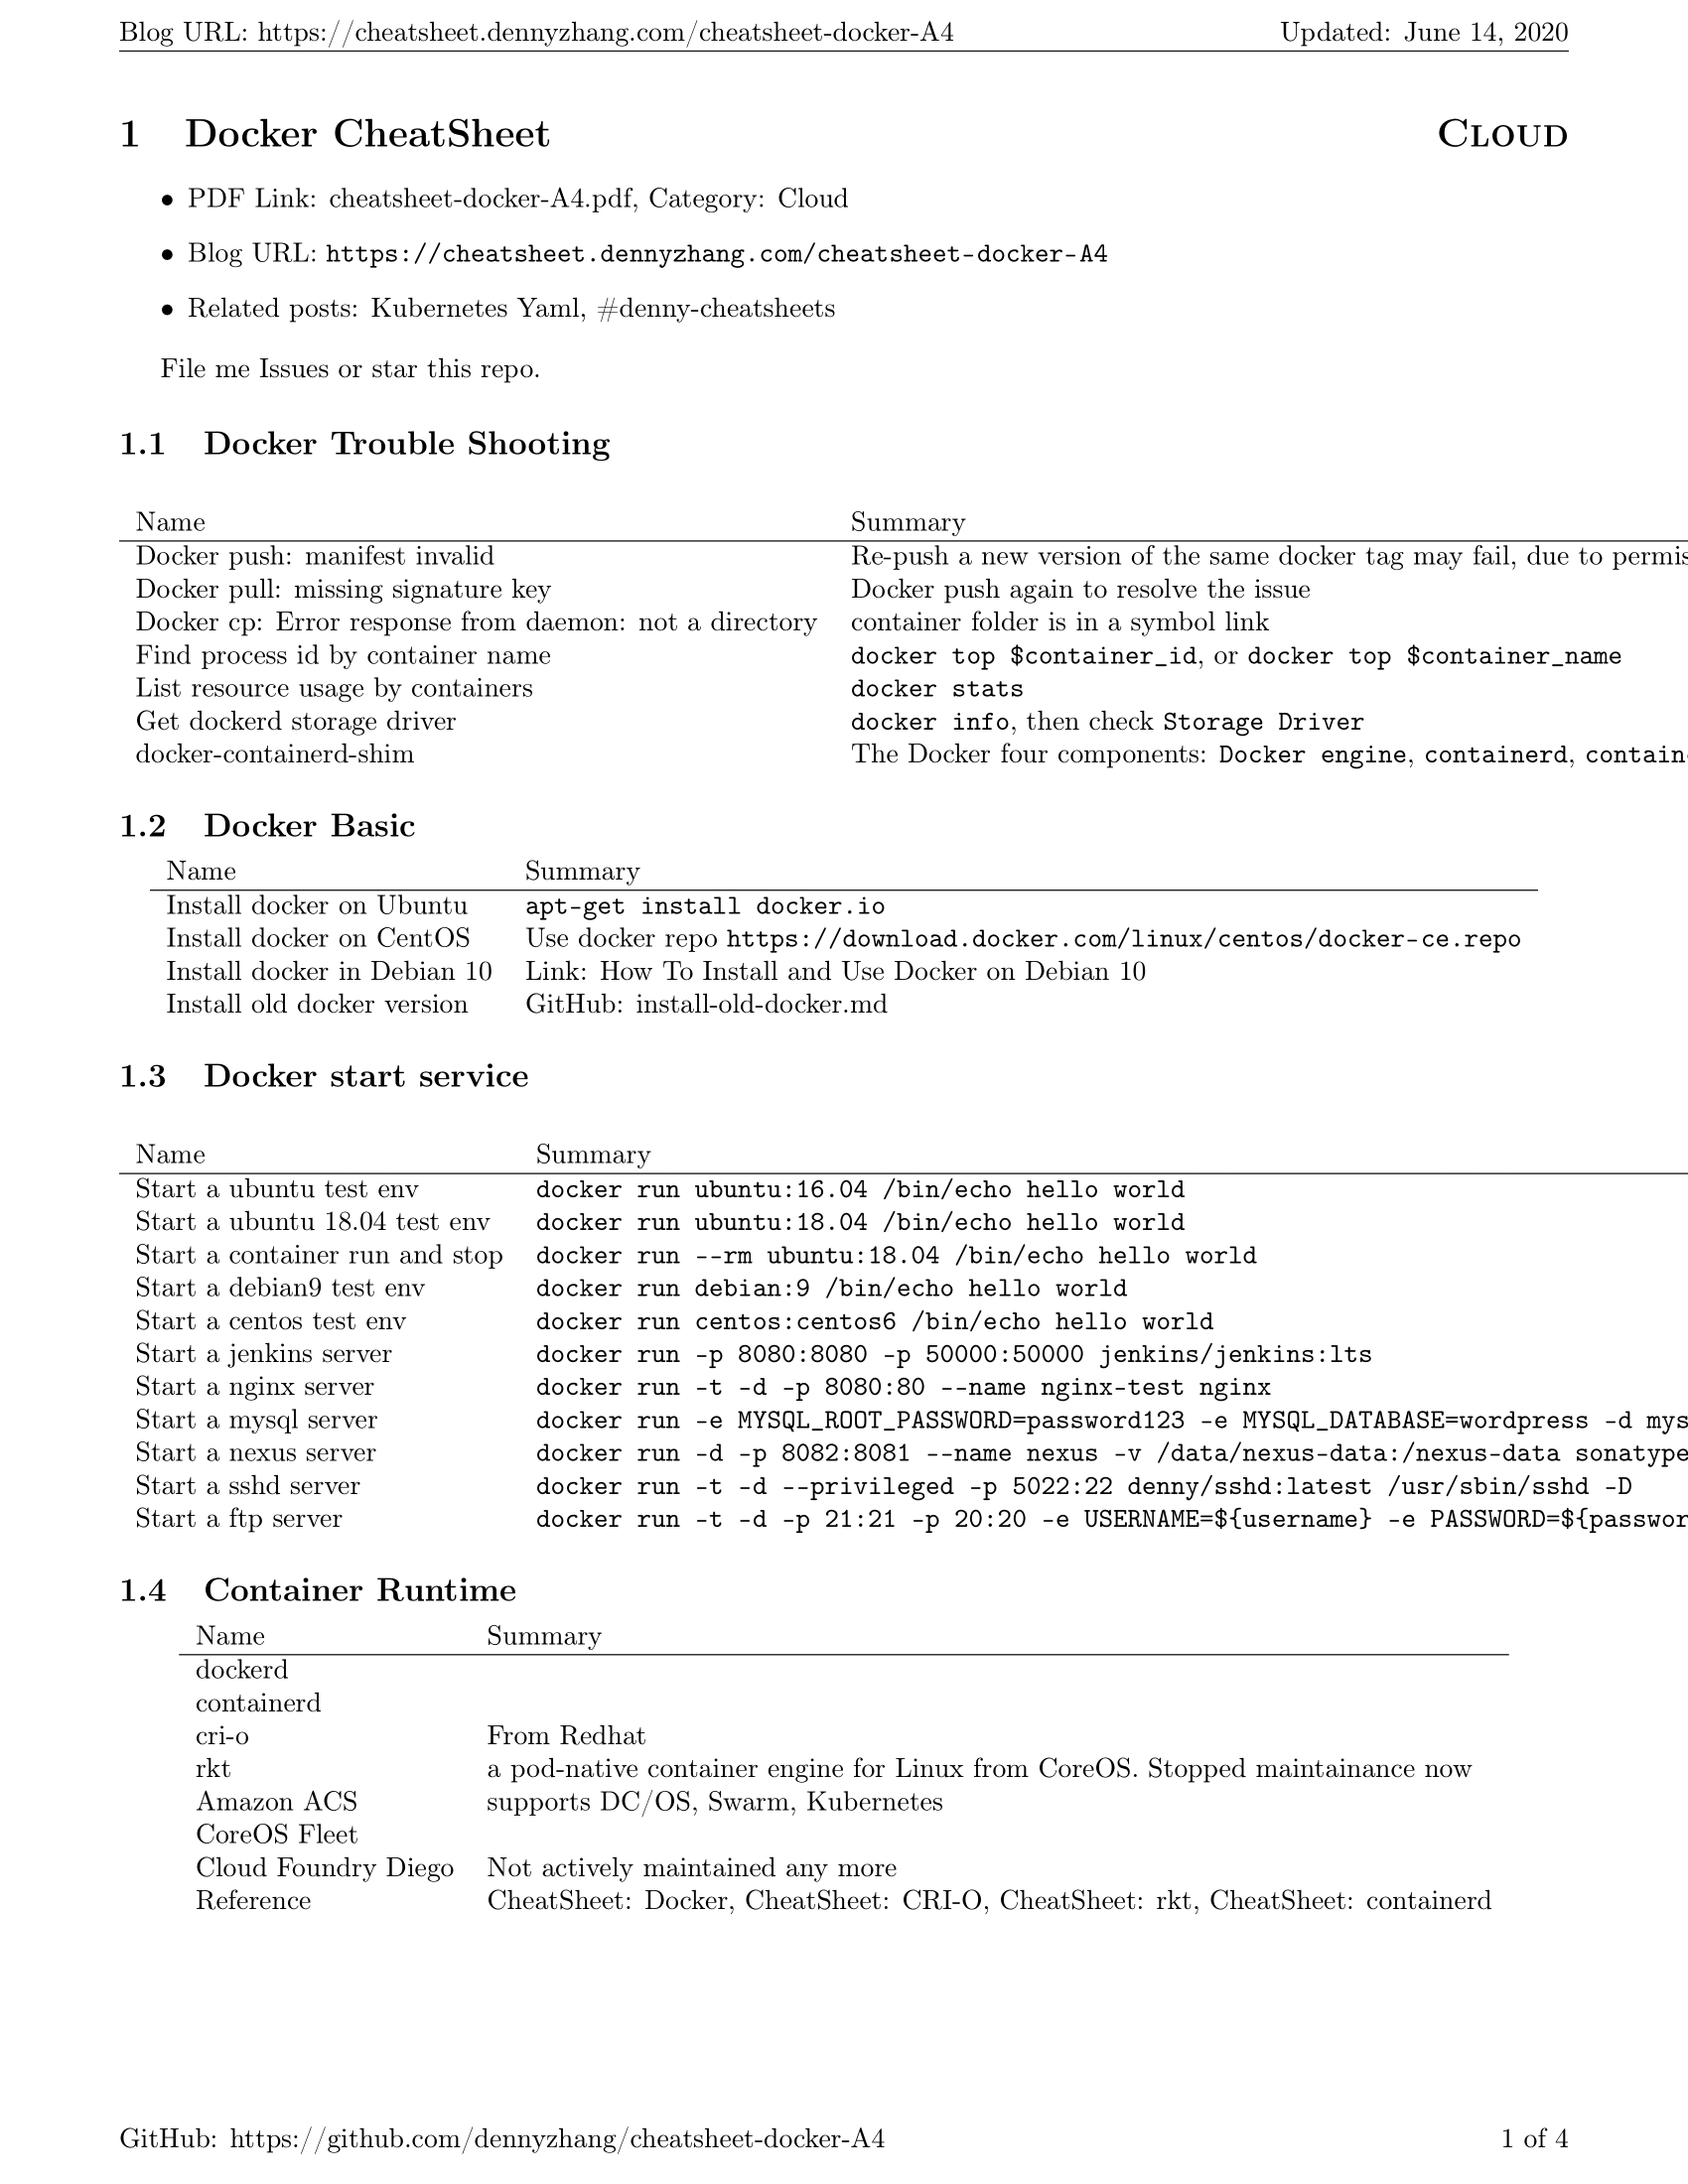 Blog URL: https://cheatsheet.dennyzhang.com/cheatsheet-docker-A4 Updated: June 14, 2020
1 Docker CheatSheet CLOUD
• PDF Link: cheatsheet-docker-A4.pdf, Category: Cloud
• Blog URL: https://cheatsheet.dennyzhang.com/cheatsheet-docker-A4
• Related posts: Kubernetes Yaml, #denny-cheatsheets
File me Issues or star this repo.
1.1 Docker Trouble Shooting
Name Summary
Docker push: manifest invalid Re-push a new version of the same docker tag may fail, due to permis
Docker pull: missing signature key Docker push again to resolve the issue
Docker cp: Error response from daemon: not a directory container folder is in a symbol link
Find process id by container name docker top $container_id, or docker top $container_name
List resource usage by containers docker stats
Get dockerd storage driver docker info, then check Storage Driver
docker-containerd-shim The Docker four components: Docker engine, containerd, contain
1.2 Docker Basic
Name Summary
Install docker on Ubuntu apt-get install docker.io
Install docker on CentOS Use docker repo https://download.docker.com/linux/centos/docker-ce.repo
Install docker in Debian 10 Link: How To Install and Use Docker on Debian 10
Install old docker version GitHub: install-old-docker.md
1.3 Docker start service
Name Summary
Start a ubuntu test env docker run ubuntu:16.04 /bin/echo hello world
Start a ubuntu 18.04 test env docker run ubuntu:18.04 /bin/echo hello world
Start a container run and stop docker run --rm ubuntu:18.04 /bin/echo hello world
Start a debian9 test env docker run debian:9 /bin/echo hello world
Start a centos test env docker run centos:centos6 /bin/echo hello world
Start a jenkins server docker run -p 8080:8080 -p 50000:50000 jenkins/jenkins:lts
Start a nginx server docker run -t -d -p 8080:80 --name nginx-test nginx
Start a mysql server docker run -e MYSQL_ROOT_PASSWORD=password123 -e MYSQL_DATABASE=wordpress -d mys
Start a nexus server docker run -d -p 8082:8081 --name nexus -v /data/nexus-data:/nexus-data sonatype
Start a sshd server docker run -t -d --privileged -p 5022:22 denny/sshd:latest /usr/sbin/sshd -D
Start a ftp server docker run -t -d -p 21:21 -p 20:20 -e USERNAME=${username} -e PASSWORD=${passwor
1.4 Container Runtime
Name Summary
dockerd
containerd
cri-o From Redhat
rkt a pod-native container engine for Linux from CoreOS. Stopped maintainance now
Amazon ACS supports DC/OS, Swarm, Kubernetes
CoreOS Fleet
Cloud Foundry Diego Not actively maintained any more
Reference CheatSheet: Docker, CheatSheet: CRI-O, CheatSheet: rkt, CheatSheet: containerd
GitHub: https://github.com/dennyzhang/cheatsheet-docker-A4 1 of 4